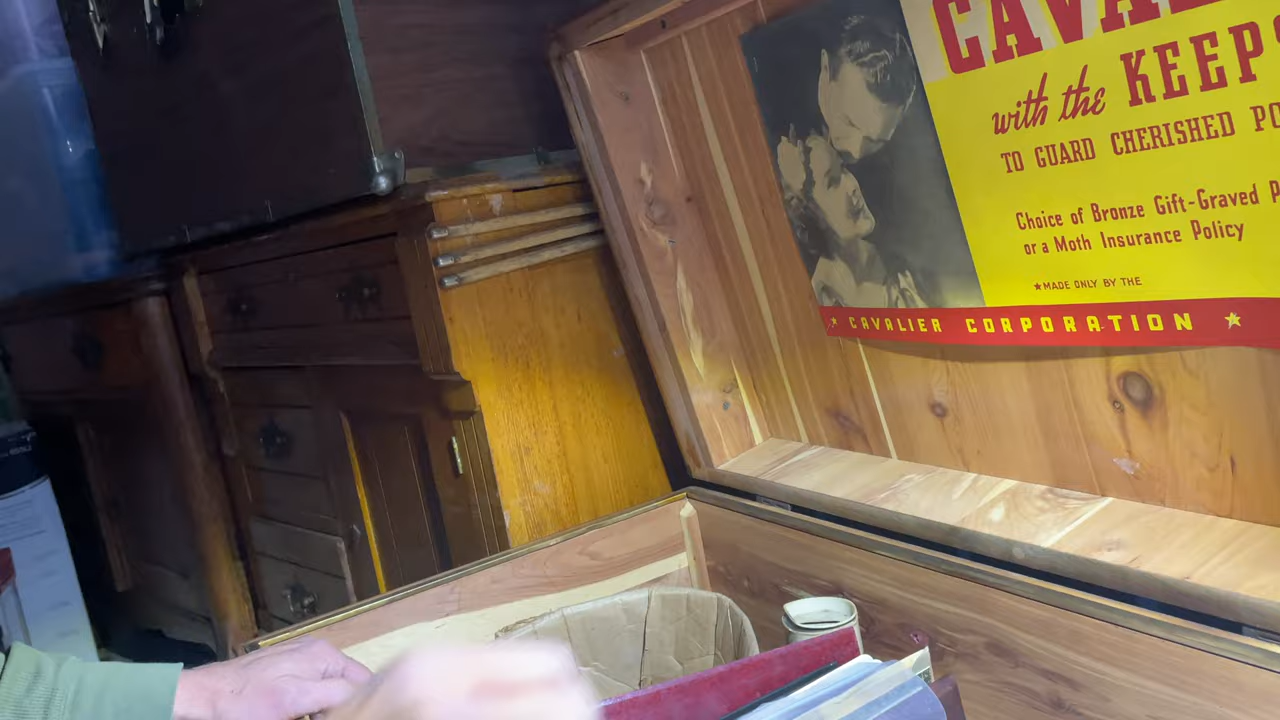 with the KEEP
TO GUARD CHERISHED
Choice of Bronze Gift-Graved
or a Moth Insurance Policy
★MADE ONLY BY THE
★ CAVALIER CORPORATION ★